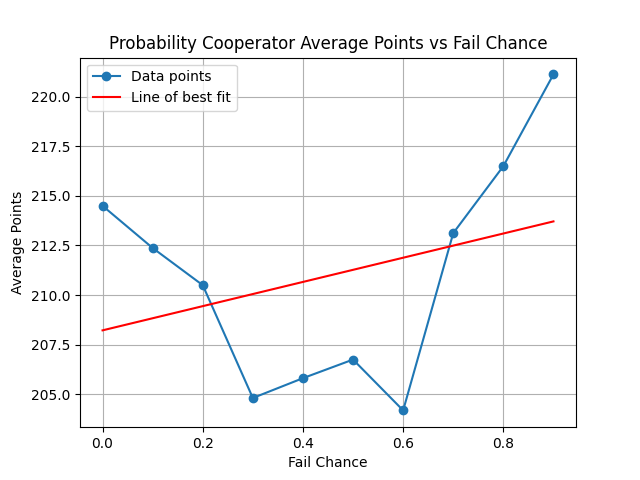 Probability Cooperator Average Points vs Fail Chance
Data points
Line of best fit
220.0
217.5
215.0
212.5
210.0
207.5
205.0
Average Points
0.0 0.2 0.4 0.6 0.8
Fail Chance